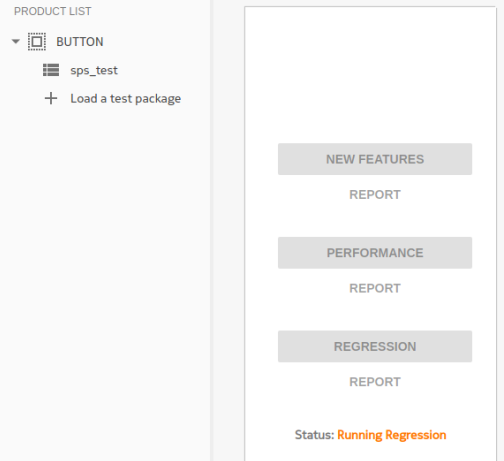 PRODUCT LIST
BUTTON
sps_test
Load a test package
NEW FEATURES
REPORT
PERFORMANCE
REPORT
REGRESSION
REPORT
Status: Running Regression